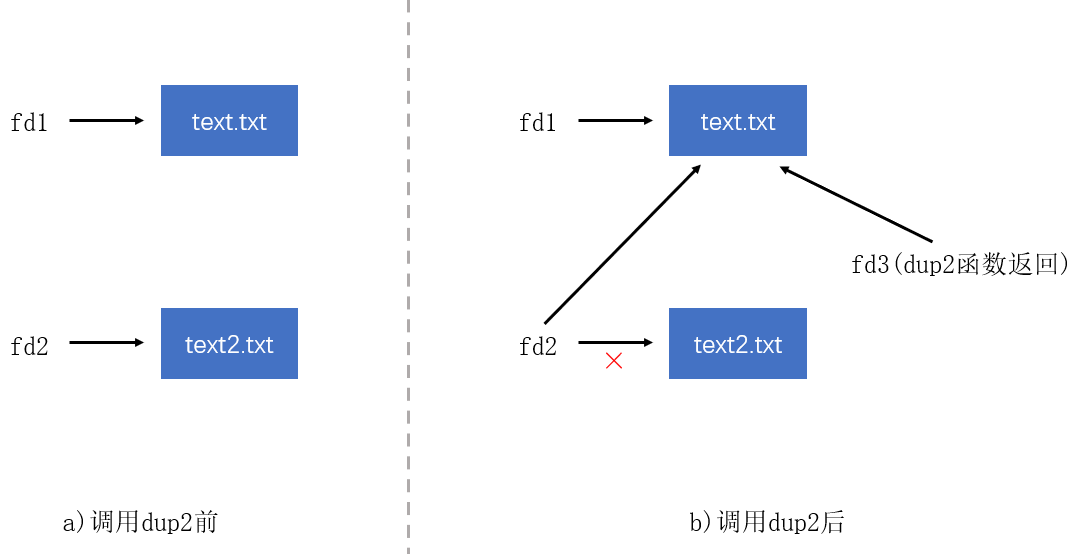 fd1
text.txt
fd2
text2.txt
a)调用dup2前
fd1
text.txt
fd3(dup2函数返回)
fd2
text2.txt
b)调用dup2后